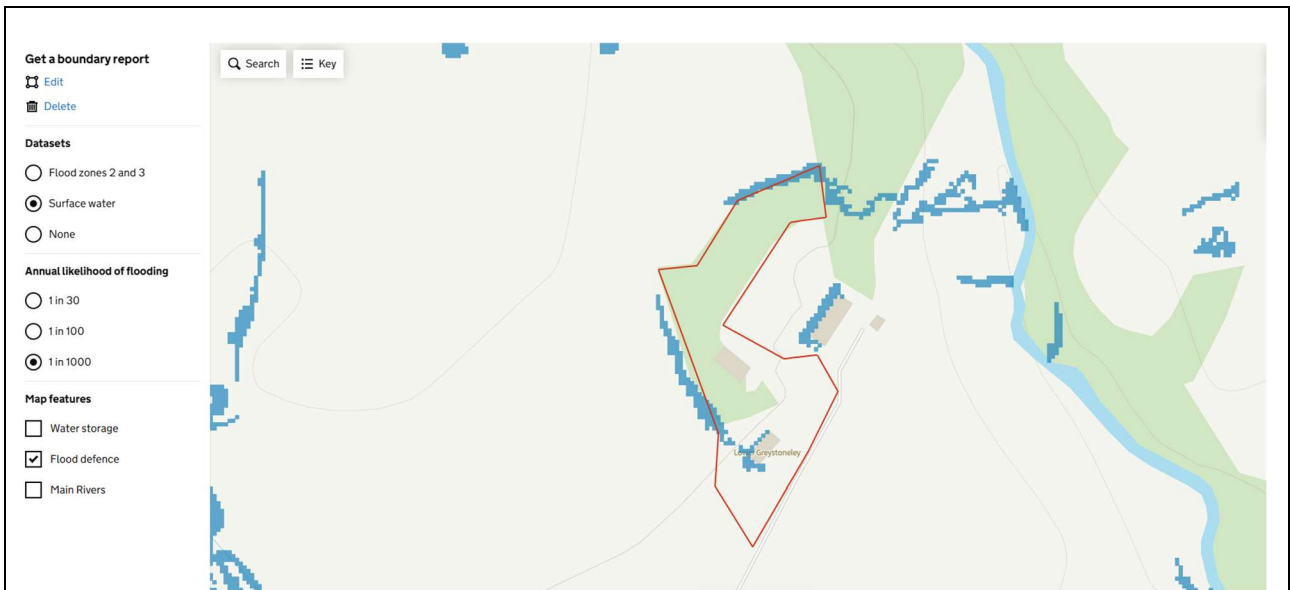 Get a boundary report
Edit
Delete
Datasets
Flood zones 2 and 3
Surface water
None
Annual likelihood of flooding
1 in 30
1 in 100
1 in 1000
Map features
Water storage
Flood defence
Main Rivers
Search
Key
Greystoneley